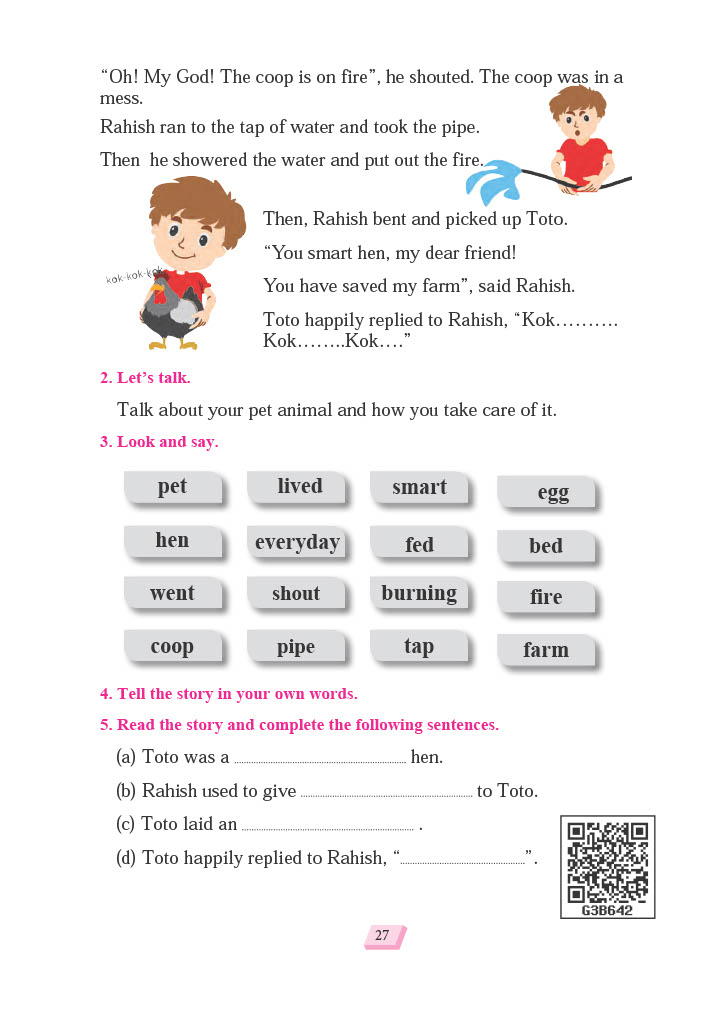 “Oh! My God! The coop is on fire”, he shouted. The coop was in a
mess.
Rahish ran to the tap of water and took the pipe.
Then  he showered the water and put out the fire.
Then, Rahish bent and picked up Toto.
kok-kok-kok
“You smart hen, my dear friend!
You have saved my farm”, said Rahish.
Toto happily replied to Rahish, “Kok……….
Kok……..Kok….”
2. Let’s talk.
Talk about your pet animal and how you take care of it.
3. Look and say.
pet lived smart egg
hen everyday fed bed
went shout burning fire
coop pipe tap farm
4. Tell the story in your own words.
5. Read the story and complete the following sentences.
(a) Toto was a .............................. hen.
(b) Rahish used to give .............................. to Toto.
(c) Toto laid an .............................. .
(d) Toto happily replied to Rahish, “..............................”.
G3B642
27